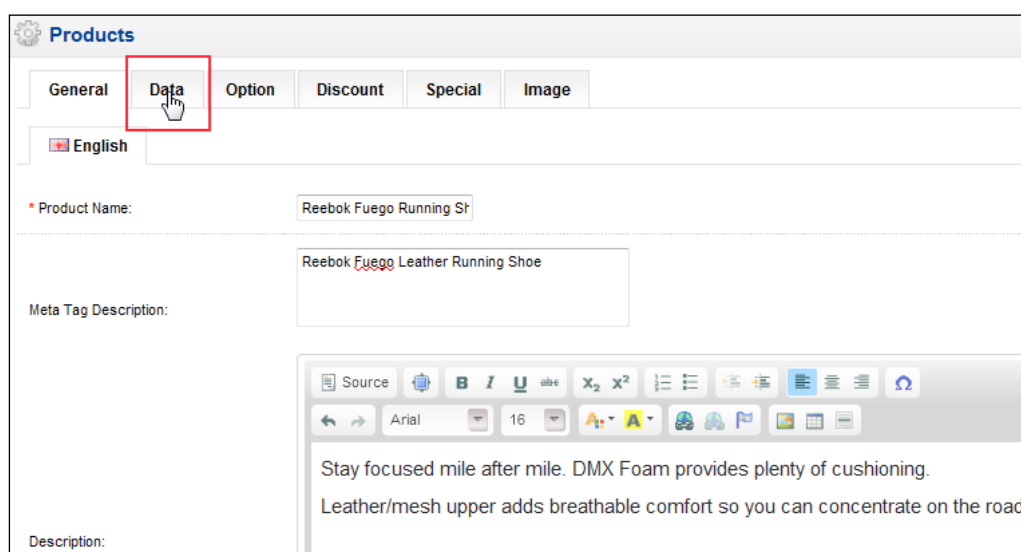 Products
General Data Option Discount Special Image
English
* Product Name: Reebok Fuego Running Sh
Reebok Fuego Leather Running Shoe
Meta Tag Description:
Source B I U abc X₂ X² Ω
Arial 16 A A
Stay focused mile after mile. DMX Foam provides plenty of cushioning.
Leather/mesh upper adds breathable comfort so you can concentrate on the road
Description: